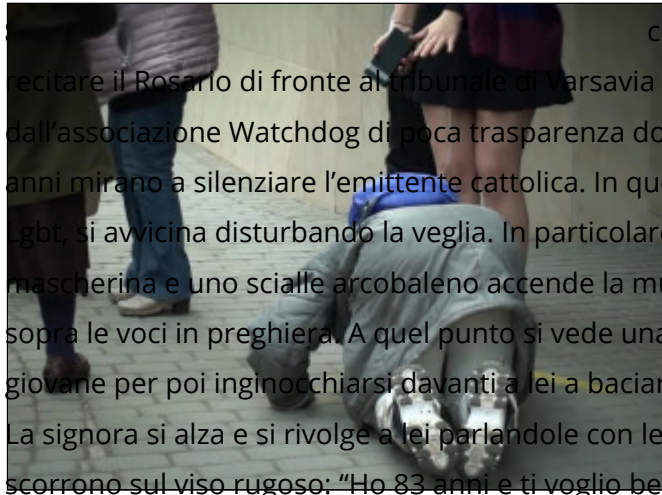 recitare il Rosario di fronte al tribunale di Varsavia
dall’associazione Watchdog di poca trasparenza do
anni mirano a silenziare l’emittente cattolica. In que
Lgbt, si avvicina disturbando la veglia. In particolare
mascherina e uno scialle arcobaleno accende la mu
sopra le voci in preghiera. A quel punto si vede una
giovane per poi inginocchiarsi davanti a lei a baciar
La signora si alza e si rivolge a lei parlandole con le
scorrono sul viso rugoso: “Ho 83 anni e ti voglio be